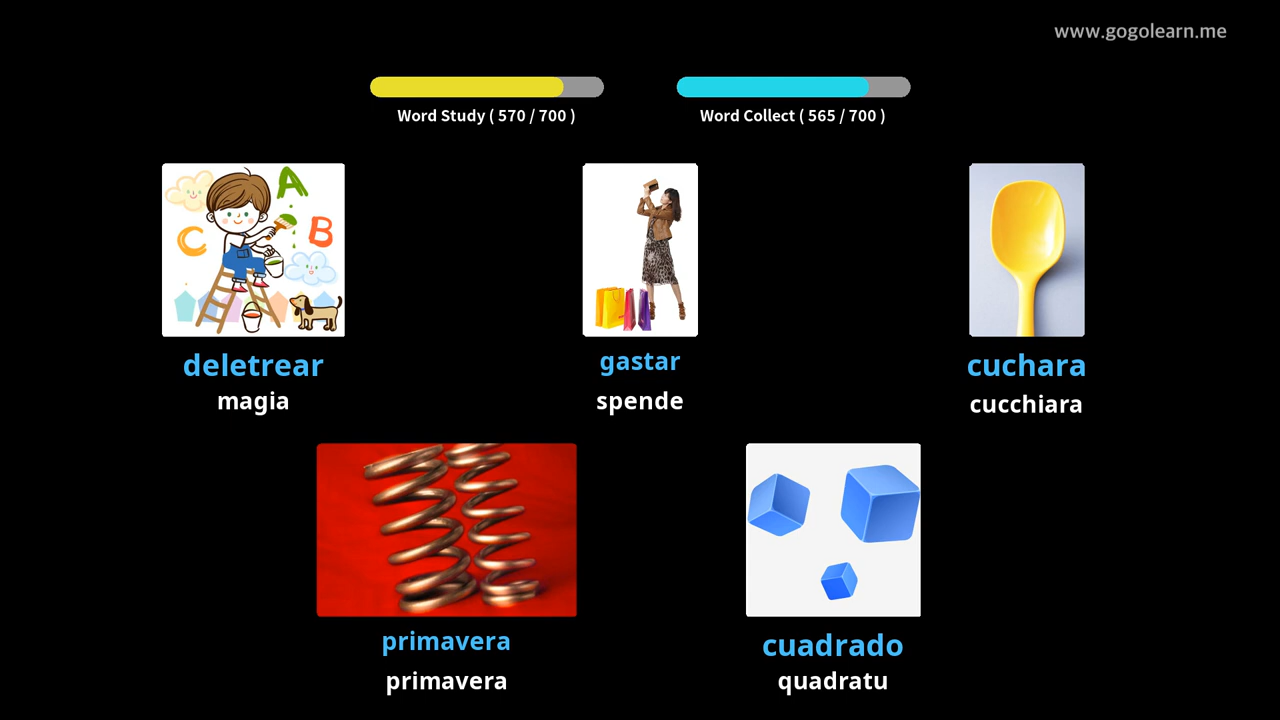 www.gogolearn.me
Word Study ( 570 / 700 )
Word Collect ( 565 / 700 )
A
B
C
deletrear
magia
gastar
spende
cuchara
cucchiara
primavera
primavera
cuadrado
quadratu